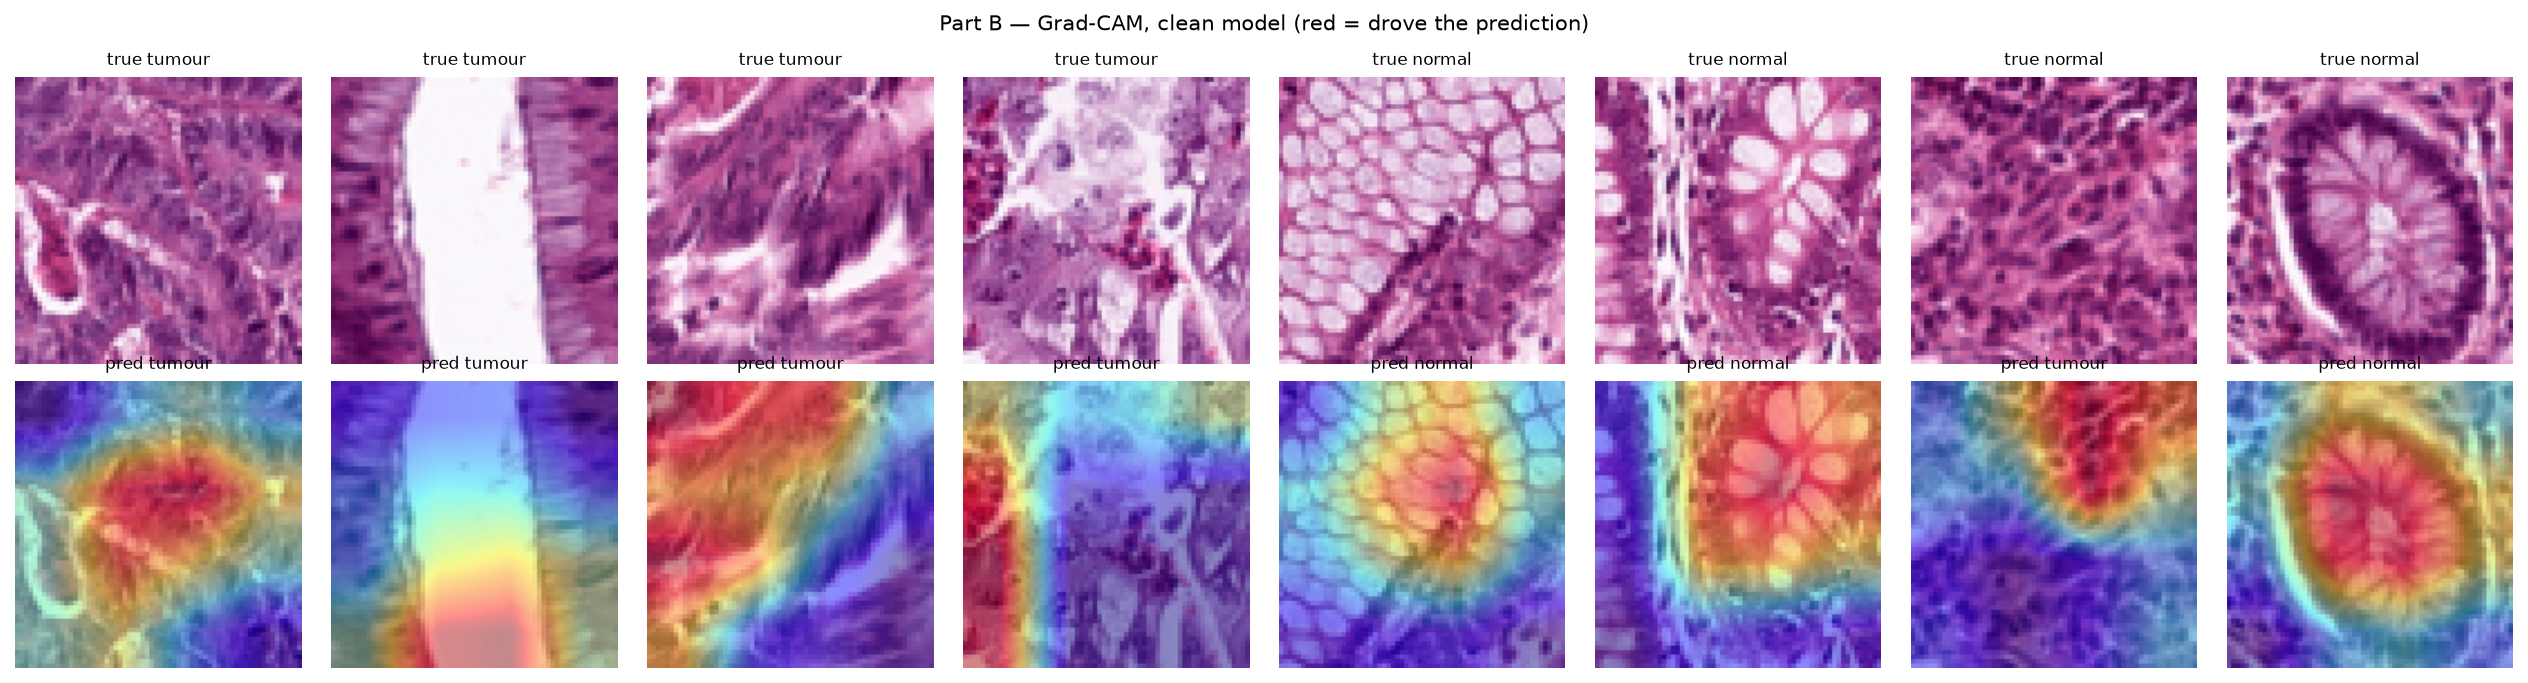 Part B — Grad-CAM, clean model (red = drove the prediction)
true tumour true tumour true tumour true tumour true normal true normal true normal true normal
pred tumour pred tumour pred tumour pred tumour pred normal pred normal pred tumour pred normal